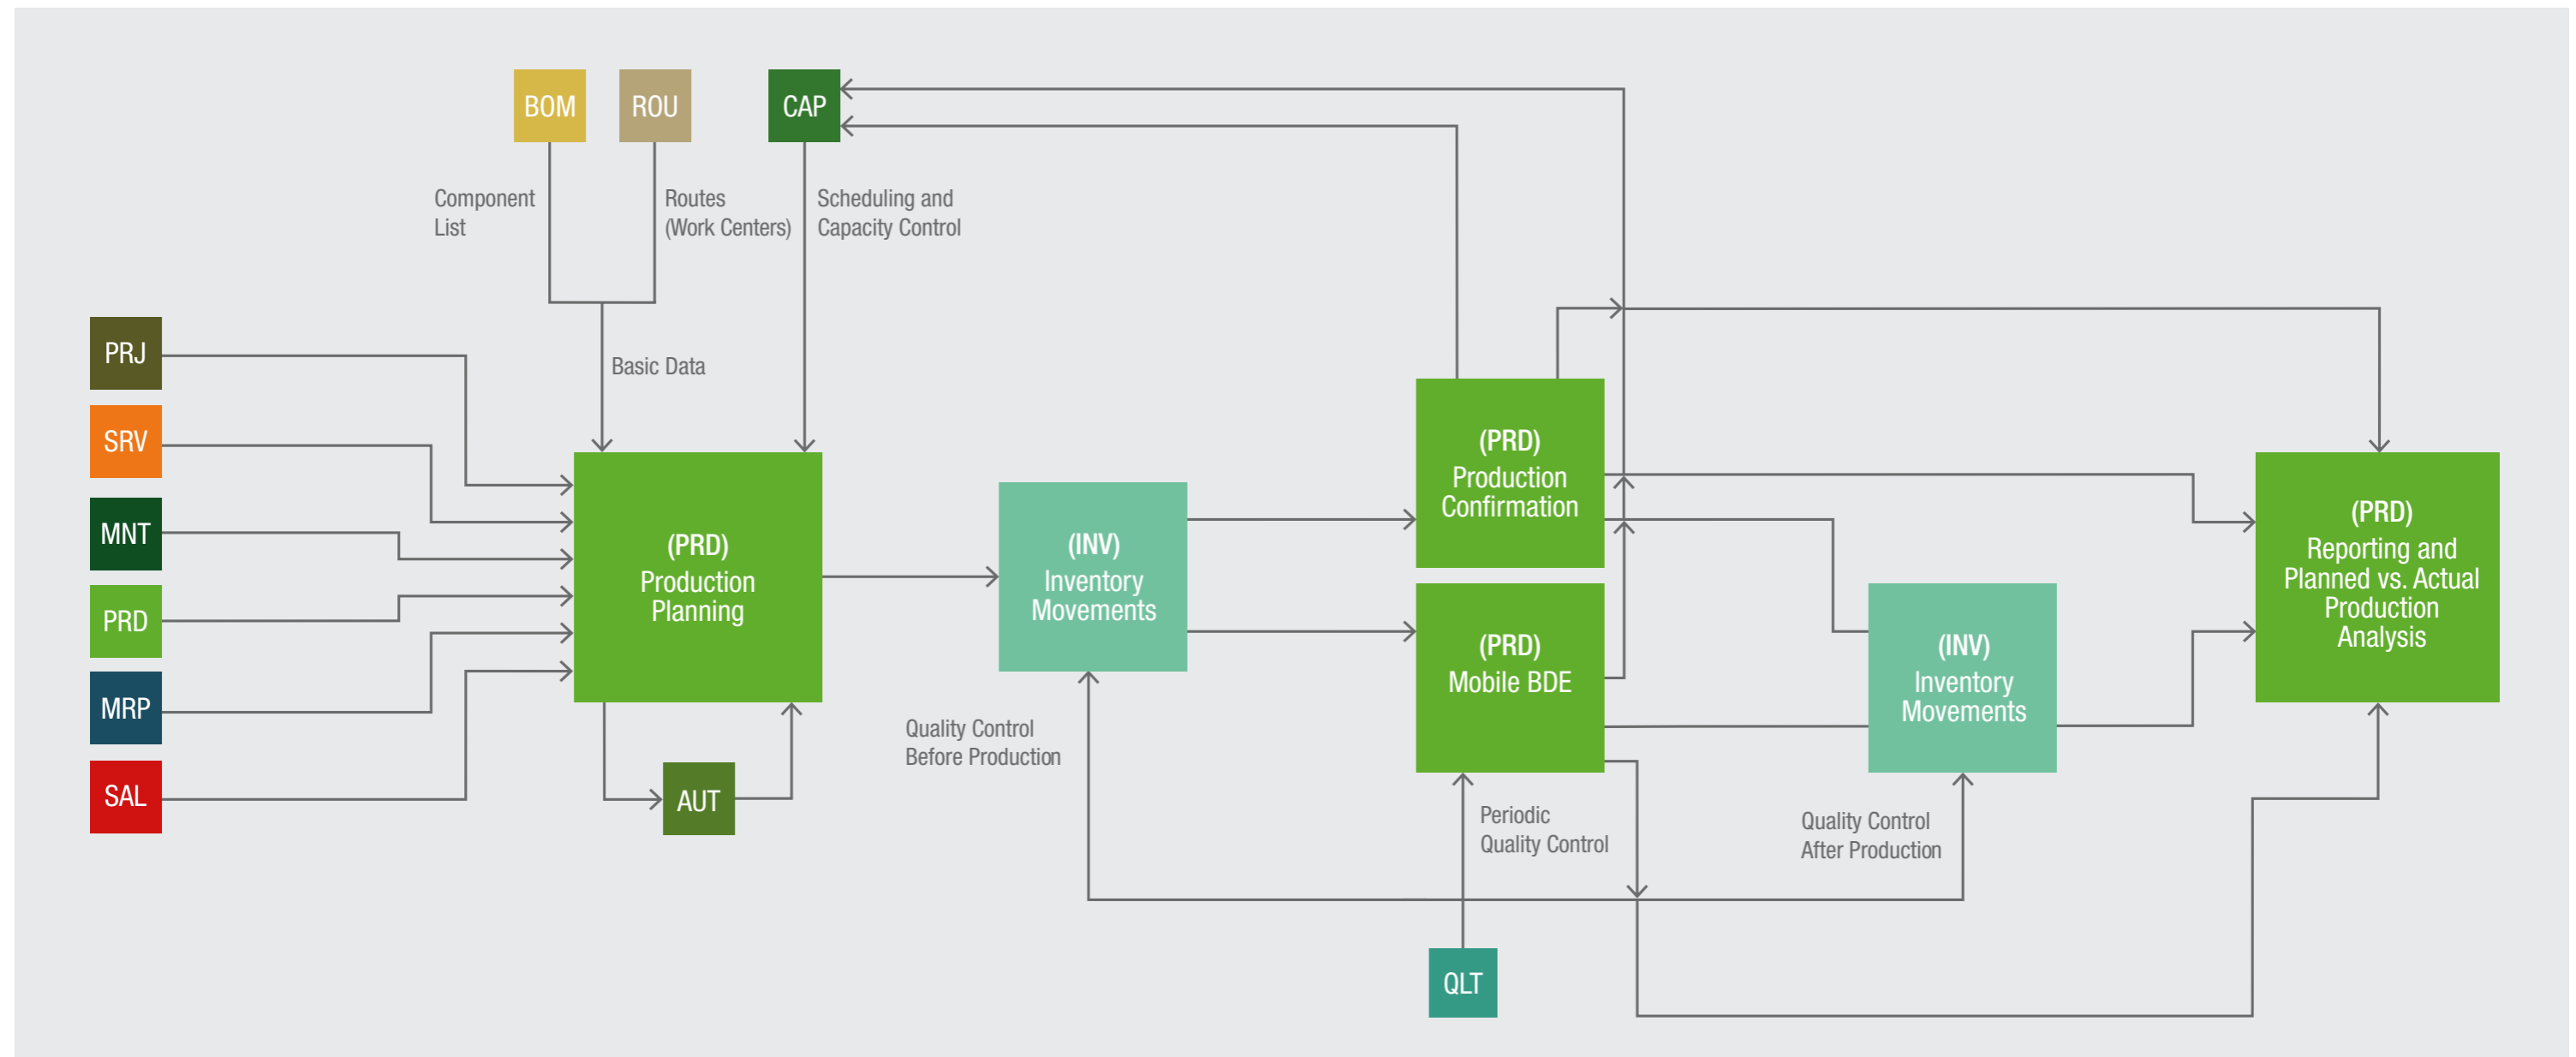 BOM
ROU
CAP
Component
List
Routes
(Work Centers)
Scheduling and
Capacity Control
Basic Data
PRJ
SRV
MNT
PRD
MRP
SAL
(PRD)
Production
Planning
AUT
(INV)
Inventory
Movements
Quality Control
Before Production
(PRD)
Production
Confirmation
(PRD)
Mobile BDE
Periodic
Quality Control
QLT
(INV)
Inventory
Movements
Quality Control
After Production
(PRD)
Reporting and
Planned vs. Actual
Production
Analysis